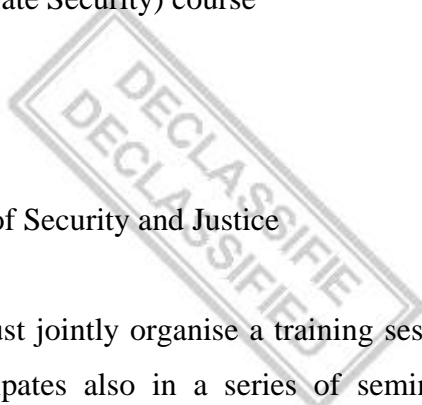 ate Security) course
DECLASSIFIE
DECLASSIFIED
of Security and Justice
ust jointly organise a training ses
ipates also in a series of semin